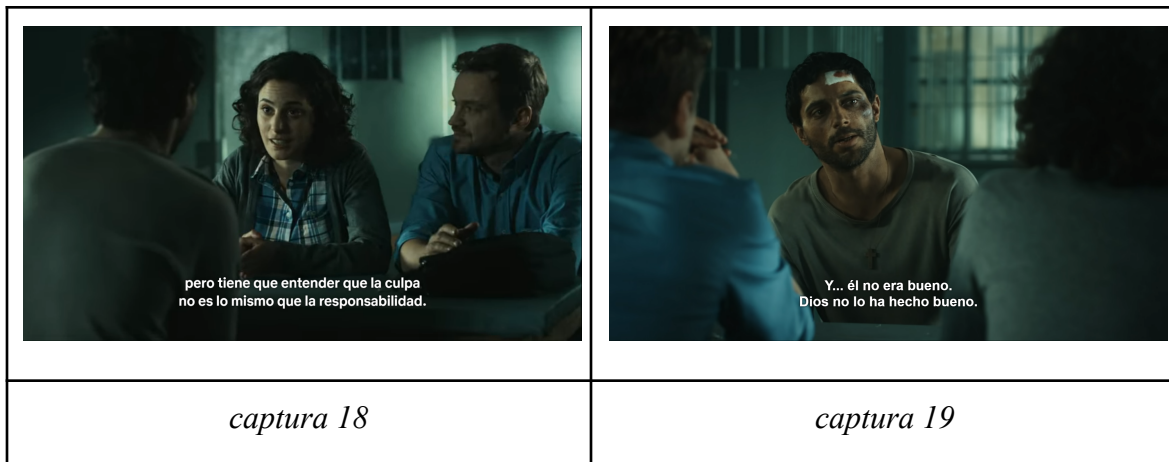 pero tiene que entender que la culpa
no es lo mismo que la responsabilidad.
Y... él no era bueno.
Dios no lo ha hecho bueno.
captura 18
captura 19